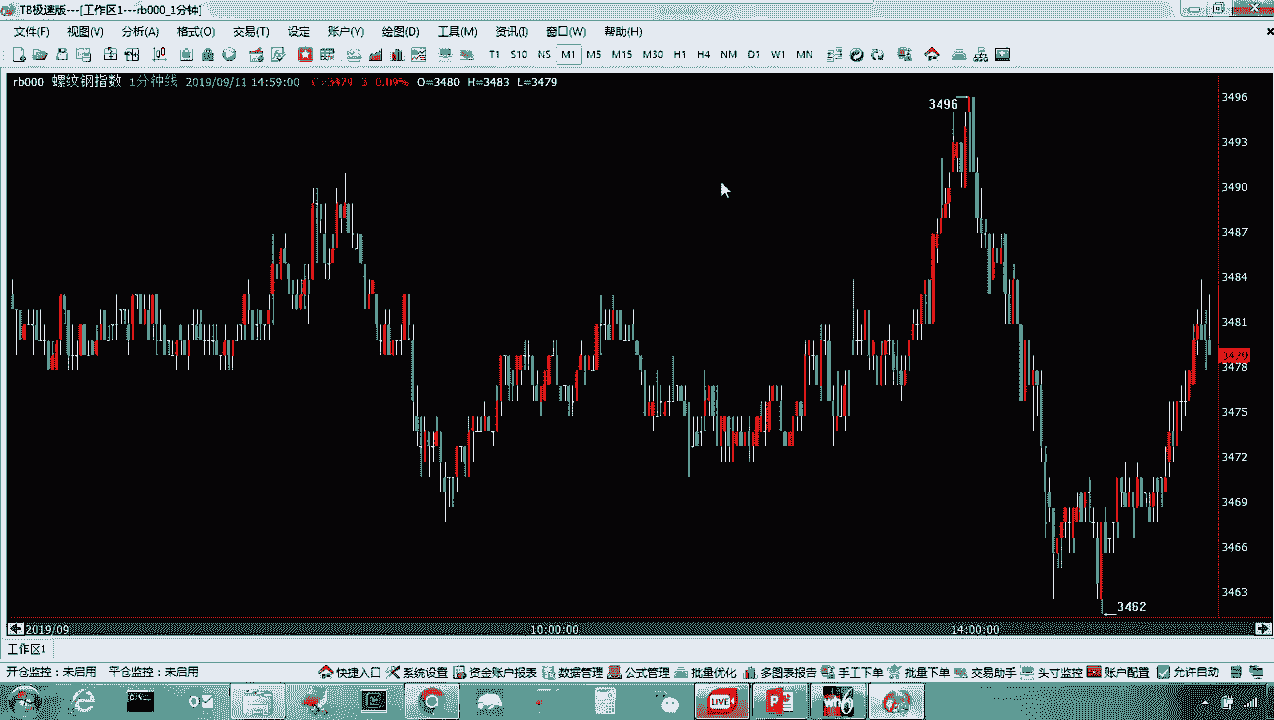 TB极速版---[工作区1---rb000_1分钟]
文件(F) 视图(V) 分析(A) 格式(O) 交易(T) 设定 账户(Y) 绘图(D) 工具(M) 资讯(I) 窗口(W) 帮助(H)
T1 S10 NS M1 M5 M15 M30 H1 H4 NM D1 W1 MN
rb000 螺纹钢指数 1分钟线 2019/09/11 14:59:00 C=3479 3 0.09% O=3480 H=3483 L=3479
3496
3496
3493
3490
3487
3484
3481
3479
3478
3475
3472
3469
3466
3463
3462
2019/09 10:00:00 14:00:00
工作区1
开仓监控：未启用 平仓监控：未启用 快捷入口 系统设置 资金账户报表 数据管理 公式管理 批量优化 多图表报告 手工下单 批量下单 交易助手 头寸监控 账户配置 允许自动
LIVE